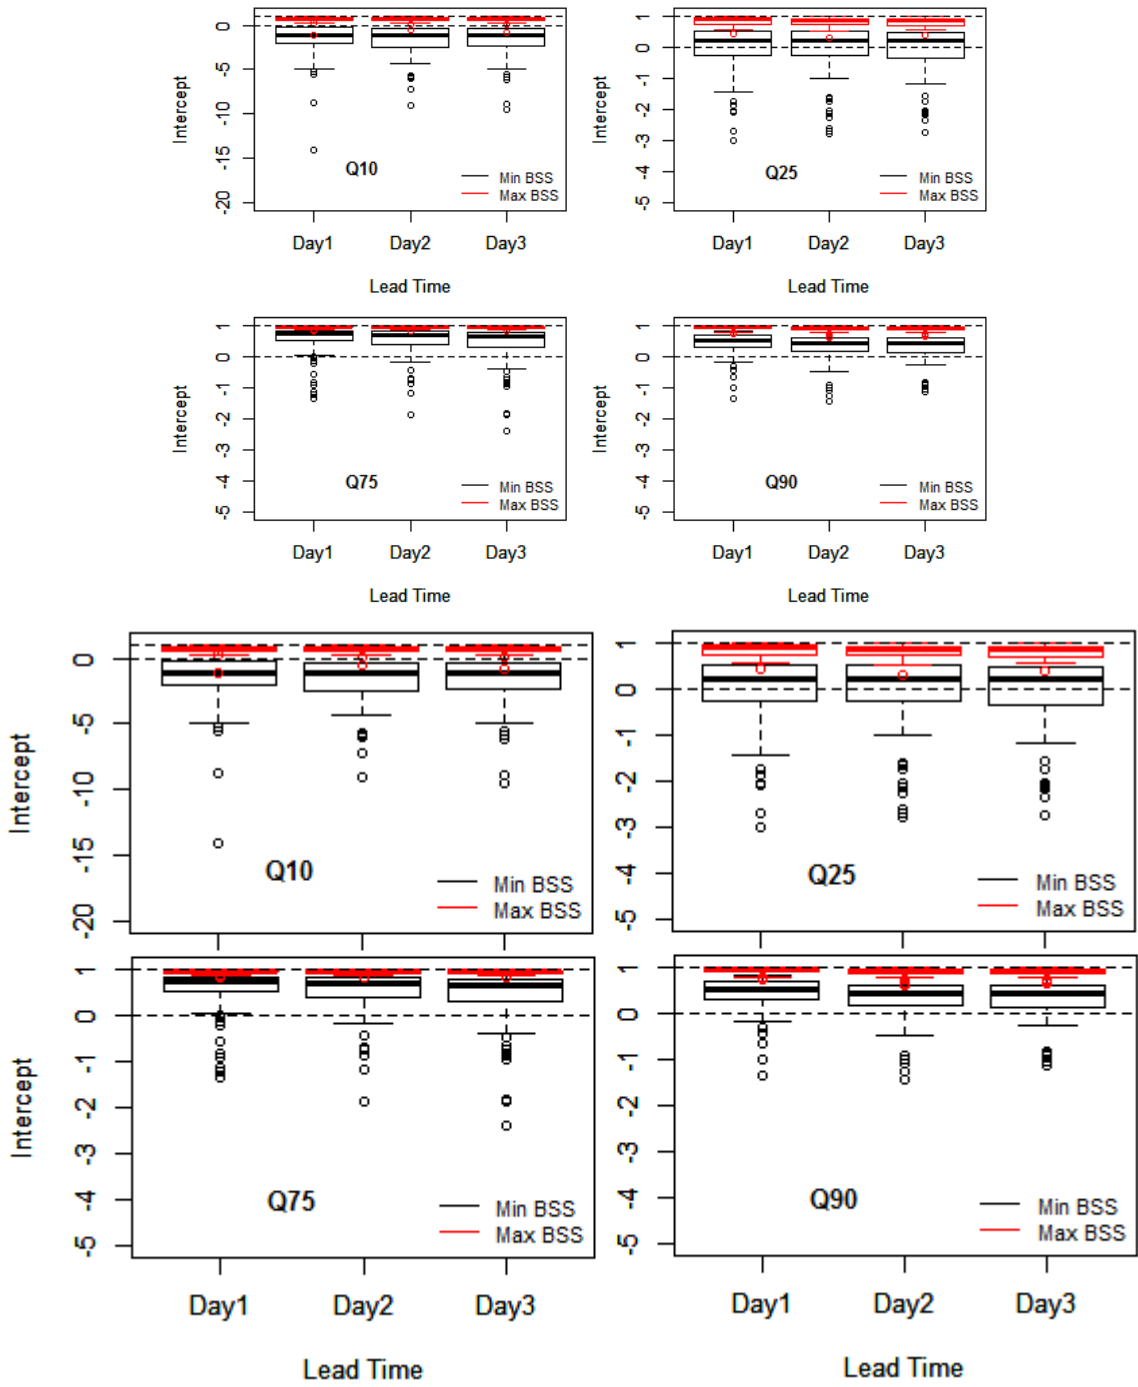 Intercept
0
-5
-10
-15
-20
Q10
Min BSS
Max BSS
Day1 Day2 Day3
Lead Time
Intercept
1
0
-1
-2
-3
-4
-5
Q25
Min BSS
Max BSS
Day1 Day2 Day3
Lead Time
Intercept
1
0
-1
-2
-3
-4
-5
Q75
Min BSS
Max BSS
Day1 Day2 Day3
Lead Time
Intercept
1
0
-1
-2
-3
-4
-5
Q90
Min BSS
Max BSS
Day1 Day2 Day3
Lead Time
Intercept
0
-5
-10
-15
-20
Q10
Min BSS
Max BSS
1
0
-1
-2
-3
-4
-5
Q25
Min BSS
Max BSS
Intercept
1
0
-1
-2
-3
-4
-5
Q75
Min BSS
Max BSS
Day1 Day2 Day3
Lead Time
1
0
-1
-2
-3
-4
-5
Q90
Min BSS
Max BSS
Day1 Day2 Day3
Lead Time